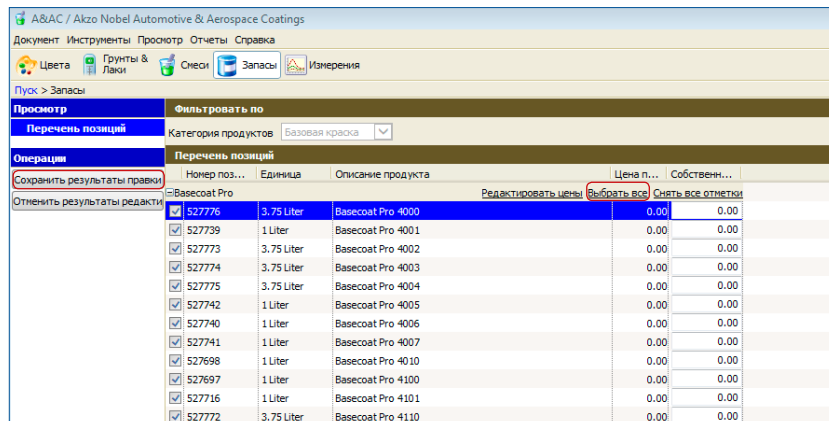 A&AC / Akzo Nobel Automotive & Aerospace Coatings
Документ Инструменты Просмотр Отчеты Справка
Цвета Грунты & Лаки Смеси Запасы Измерения
Пуск > Запасы
Просмотр
Перечень позиций
Операции
Сохранить результаты правки
Отменить результаты редакти
Фильтровать по
Категория продуктов Базовая краска
Перечень позиций
Номер поз... Единица Описание продукта Цена п... Собственн...
Basecoat Pro Редактировать цены Выбрать все Снять все отметки
527776 3.75 Liter Basecoat Pro 4000 0.00 0.00
527739 1 Liter Basecoat Pro 4001 0.00 0.00
527773 3.75 Liter Basecoat Pro 4002 0.00 0.00
527774 3.75 Liter Basecoat Pro 4003 0.00 0.00
527775 3.75 Liter Basecoat Pro 4004 0.00 0.00
527742 1 Liter Basecoat Pro 4005 0.00 0.00
527740 1 Liter Basecoat Pro 4006 0.00 0.00
527741 1 Liter Basecoat Pro 4007 0.00 0.00
527698 1 Liter Basecoat Pro 4010 0.00 0.00
527697 1 Liter Basecoat Pro 4100 0.00 0.00
527716 1 Liter Basecoat Pro 4101 0.00 0.00
527772 3.75 Liter Basecoat Pro 4110 0.00 0.00